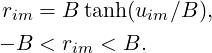 r_{im} = B tanh(u_{im}/B),
−B < r_{im} < B.